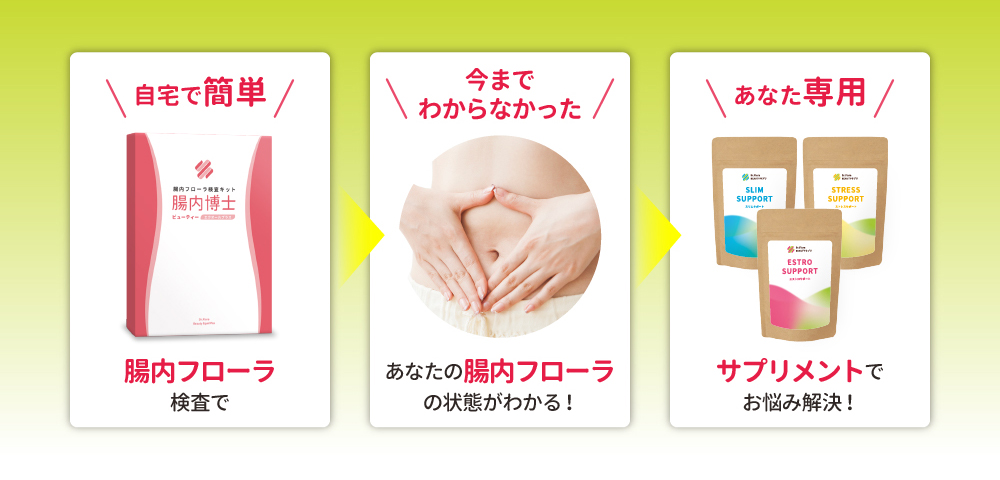 自宅で簡単
腸内フローラ検査キット
腸内博士
ビューティー
腸内フローラ
検査で
今まで
わからなかった
あなたの腸内フローラ
の状態がわかる！
あなた専用
SLIM
SUPPORT
STRESS
SUPPORT
ESTRO
SUPPORT
サプリメントで
お悩み解決！